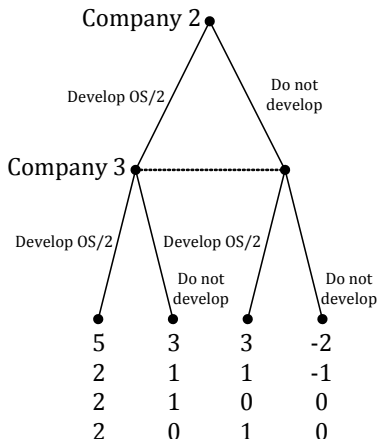 Company 2
Develop OS/2
Do not
develop
Company 3
Develop OS/2
Do not
develop
Develop OS/2
Do not
develop
5 3 3 -2
2 1 1 -1
2 1 0 0
2 0 1 0